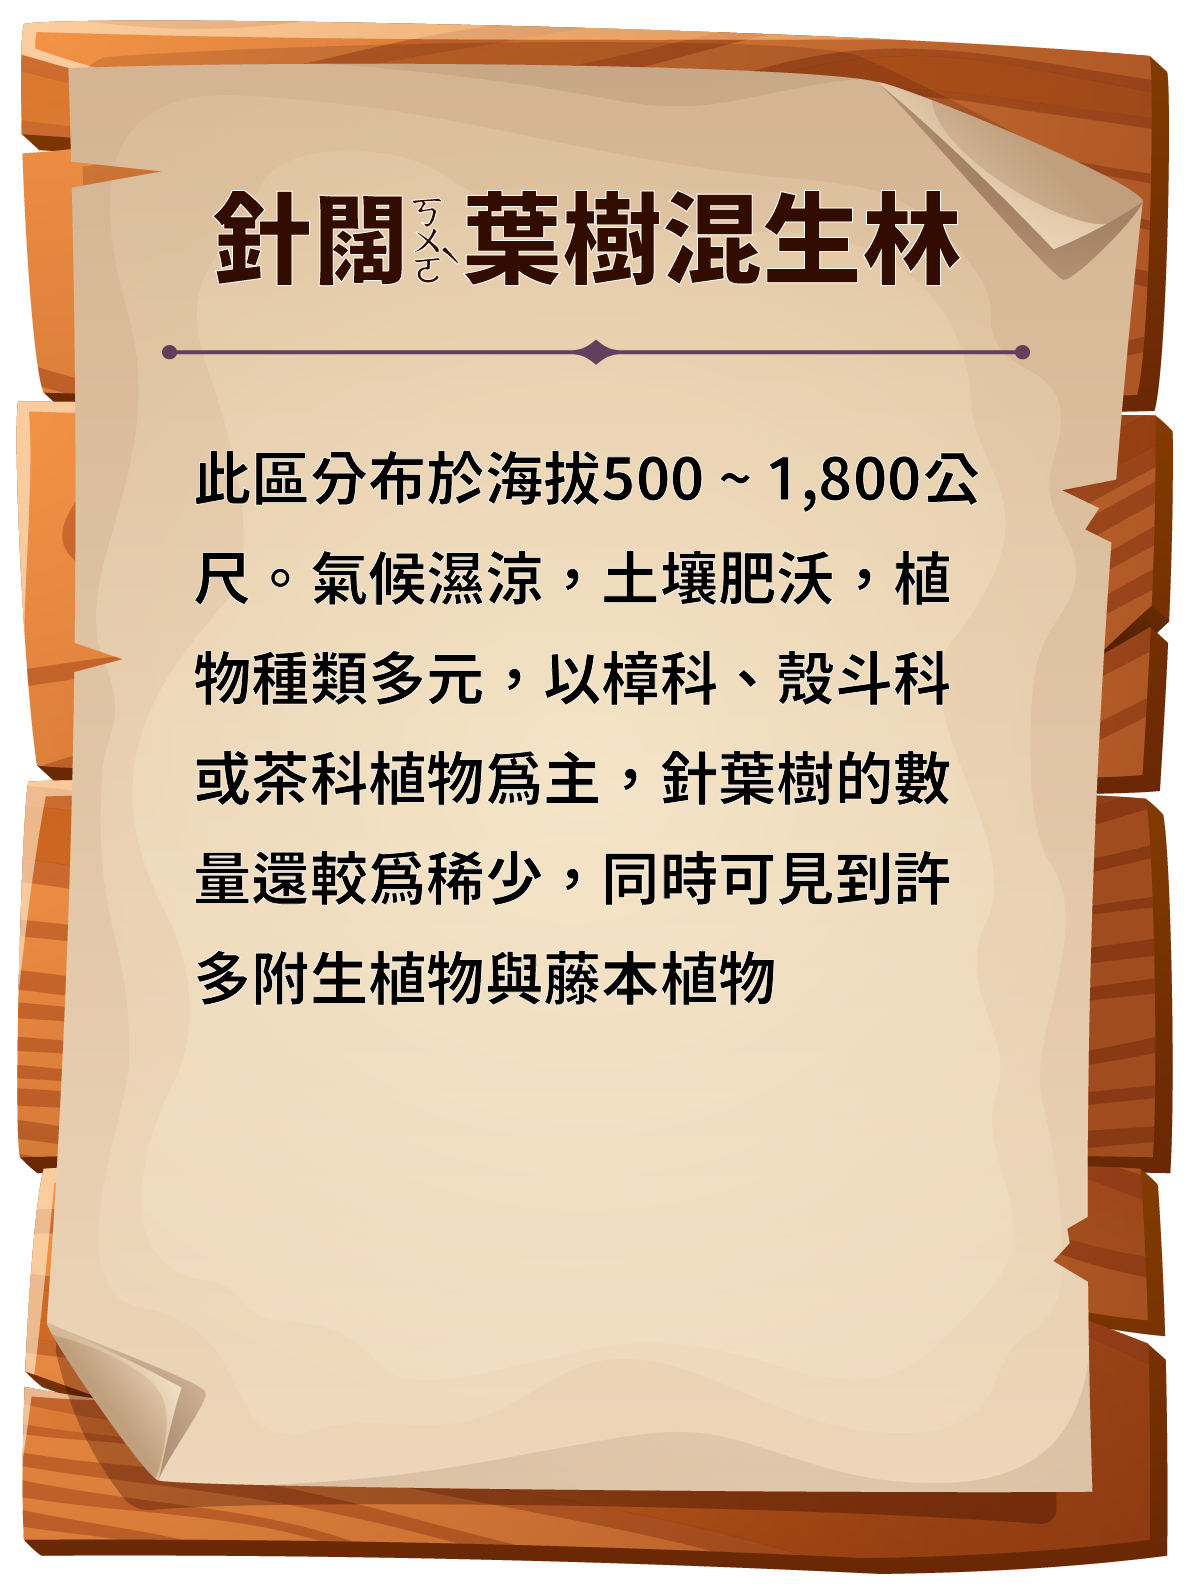 針闊ㄎㄨㄛˋ葉樹混生林
此區分布於海拔500 ~ 1,800公
尺。氣候濕涼，土壤肥沃，植
物種類多元，以樟科、殼斗科
或茶科植物爲主，針葉樹的數
量還較爲稀少，同時可見到許
多附生植物與藤本植物